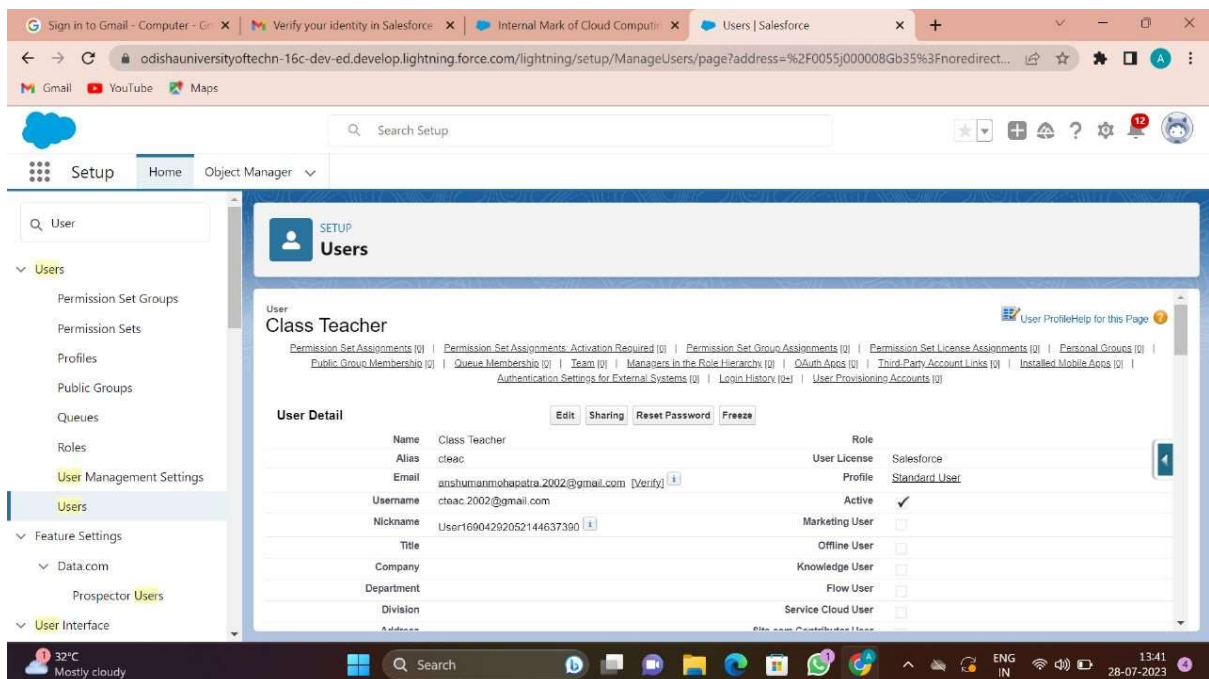 Sign in to Gmail - Computer - G
Verify your identity in Salesforce
Internal Mark of Cloud Computin
Users | Salesforce
odishauniversityoftechn-16c-dev-ed.develop.lightning.force.com/lightning/setup/ManageUsers/page?address=%2F0055j000008Gb35%3Fnoredirect...
A
Gmail YouTube Maps
Search Setup
12
Setup Home Object Manager
User
Users
Permission Set Groups
Permission Sets
Profiles
Public Groups
Queues
Roles
User Management Settings
Users
Feature Settings
Data.com
Prospector Users
User Interface
SETUP
Users
User
Class Teacher
User Profile Help for this Page
Permission Set Assignments [0] | Permission Set Assignments: Activation Required [0] | Permission Set Group Assignments [0] | Permission Set License Assignments [0] | Personal Groups [0] |
Public Group Membership [0] | Queue Membership [0] | Team [0] | Managers in the Role Hierarchy [0] | OAuth Apps [0] | Third-Party Account Links [0] | Installed Mobile Apps [0] |
Authentication Settings for External Systems [0] | Login History [0+] | User Provisioning Accounts [0]
User Detail Edit Sharing Reset Password Freeze
Name Class Teacher Role
Alias cteac User License Salesforce
Email anshumanmohapatra.2002@gmail.com [Verify] i Profile Standard User
Username cteac.2002@gmail.com Active
Nickname User16904292052144637390 i Marketing User
Title Offline User
Company Knowledge User
Department Flow User
Division Service Cloud User
Address Site.com Contributor User
1 32°C
Mostly cloudy
Search
ENG
IN
13:41
28-07-2023
4